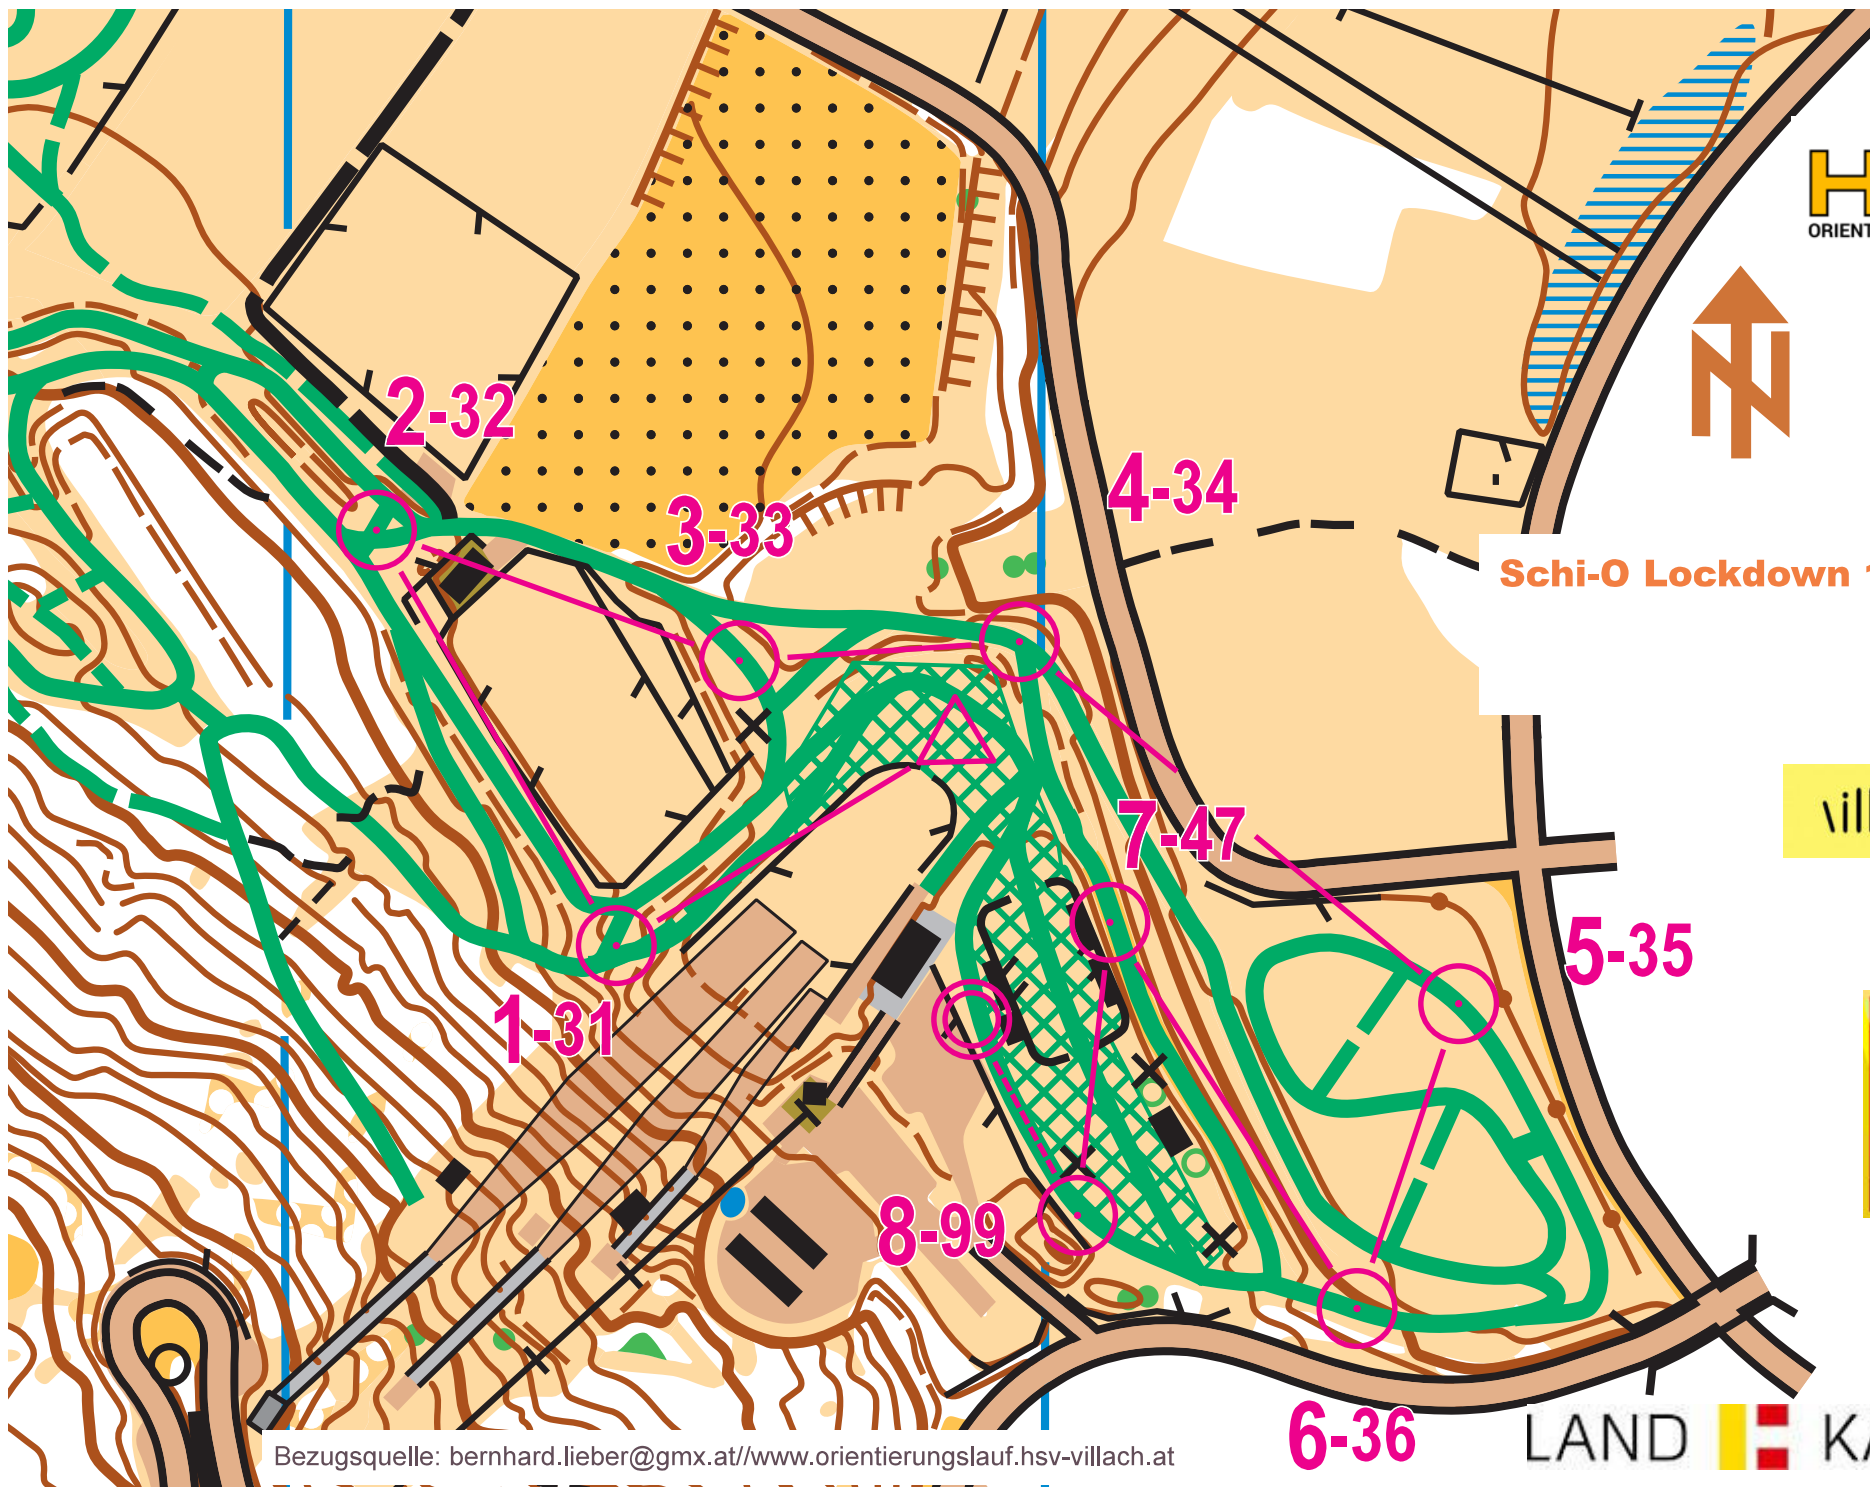 ORIENT
N
2-32
3-33
4-34
Schi-O Lockdown
7-47
5-35
1-31
8-99
6-36
LAND KÄ
Bezugsquelle: bernhard.lieber@gmx.at//www.orientierungslauf.hsv-villach.at